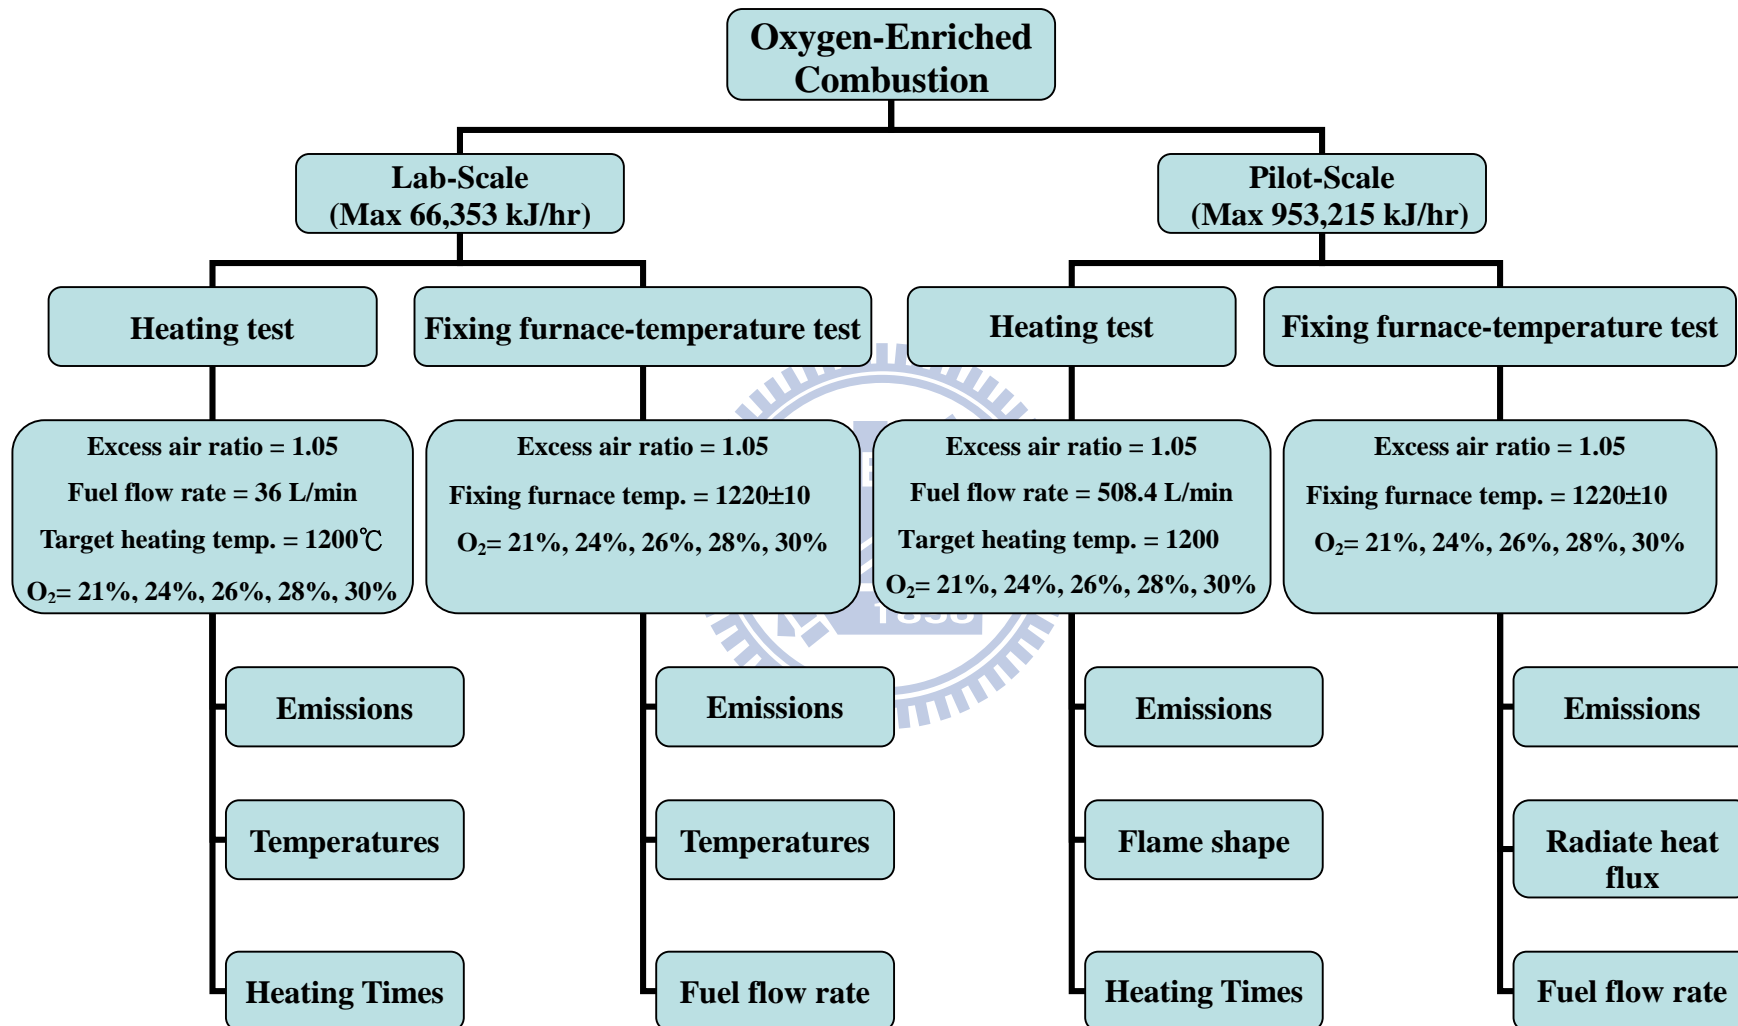 Oxygen-Enriched
Combustion
Lab-Scale
(Max 66,353 kJ/hr)
Pilot-Scale
(Max 953,215 kJ/hr)
Heating test
Fixing furnace-temperature test
Heating test
Fixing furnace-temperature test
Excess air ratio = 1.05
Fuel flow rate = 36 L/min
Target heating temp. = 1200℃
O₂= 21%, 24%, 26%, 28%, 30%
Excess air ratio = 1.05
Fixing furnace temp. = 1220±10
O₂= 21%, 24%, 26%, 28%, 30%
Excess air ratio = 1.05
Fuel flow rate = 508.4 L/min
Target heating temp. = 1200
O₂= 21%, 24%, 26%, 28%, 30%
Excess air ratio = 1.05
Fixing furnace temp. = 1220±10
O₂= 21%, 24%, 26%, 28%, 30%
Emissions
Temperatures
Heating Times
Emissions
Temperatures
Fuel flow rate
Emissions
Flame shape
Heating Times
Emissions
Radiate heat
flux
Fuel flow rate